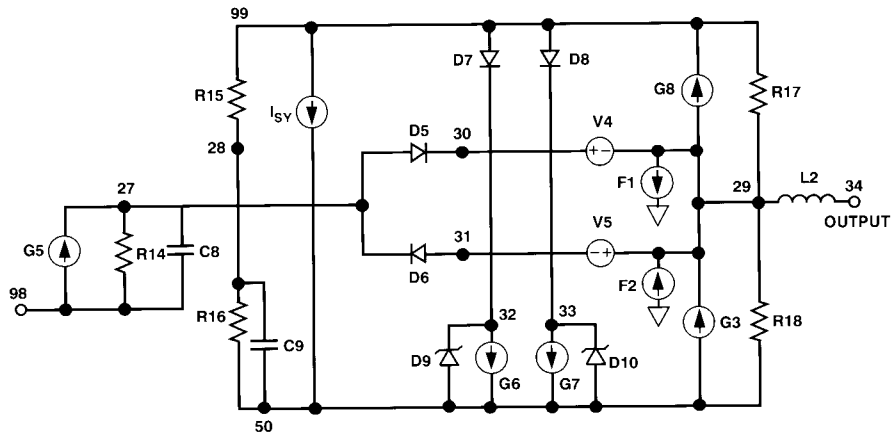 99
D7
D8
R15
I_SY
G8
R17
28
D5
30
V4
F1
27
L2
34
29
OUTPUT
G5
R14
C8
D6
31
V5
F2
98
R16
C9
32
33
G3
R18
D9
G6
G7
D10
50
+-
-+